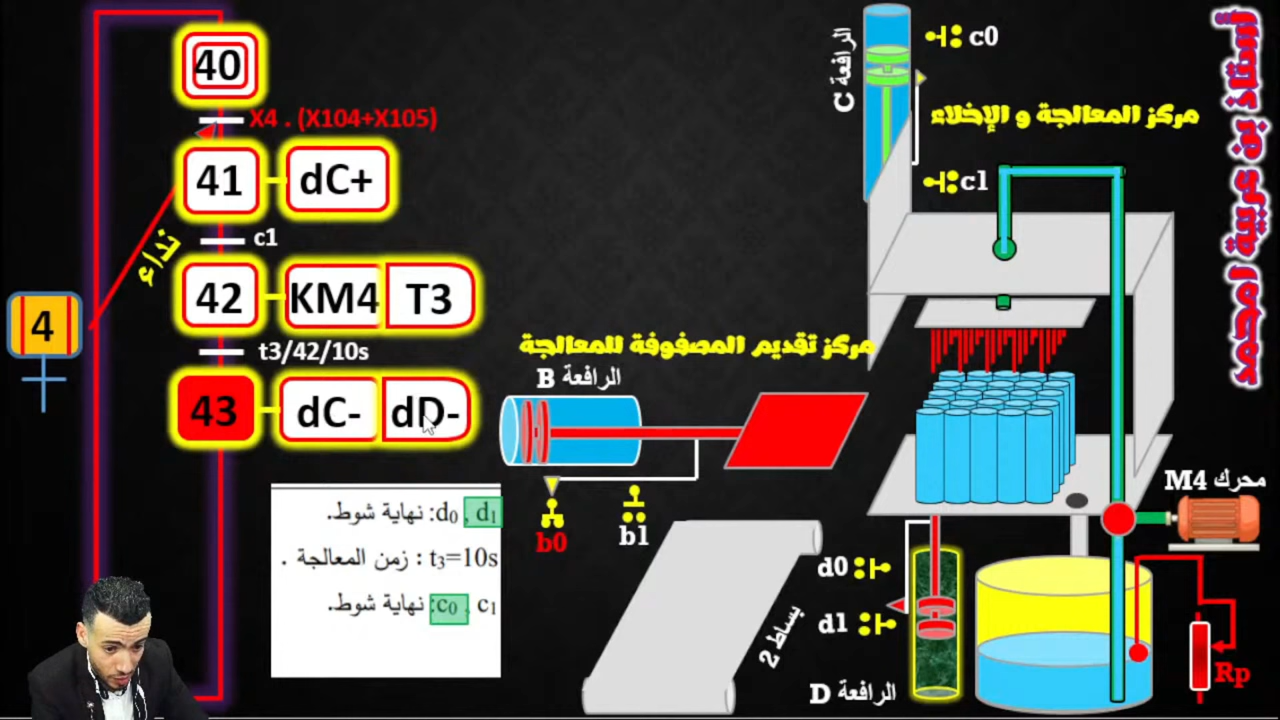 40
X4 . (X104+X105)
41
dC+
نداء
c1
4
42
KM4
T3
t3/42/10s
43
dC-
dD-
d0 , d1: نهاية شوط.
t3=10s : زمن المعالجة .
c0 , c1: نهاية شوط.
الرافعة C
c0
مركز المعالجة و الإخلاء
c1
أستاذ بن عربية امحمد
مركز تقديم المصفوفة للمعالجة
الرافعة B
b0
b1
محرك M4
d0
d1
بساط 2
الرافعة D
Rp